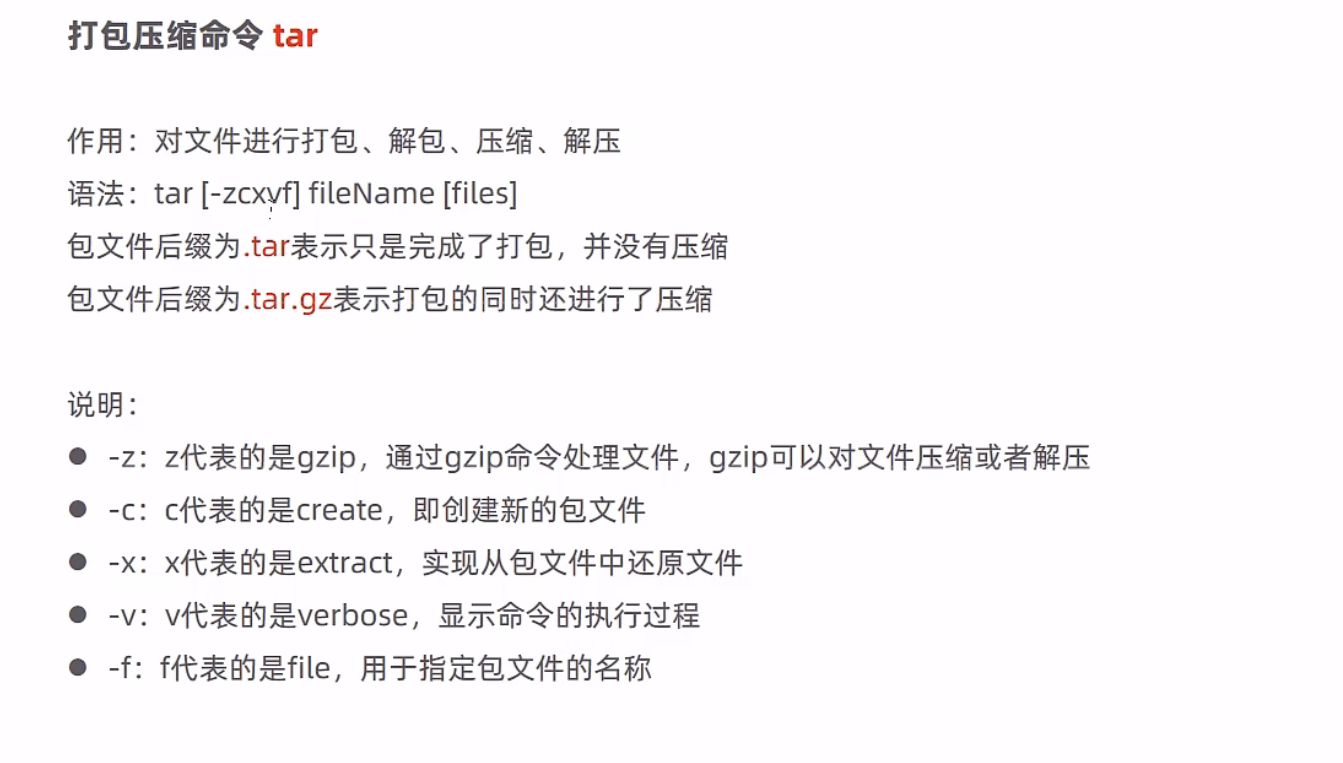 打包压缩命令 tar
作用：对文件进行打包、解包、压缩、解压
语法：tar [-zcxvf] fileName [files]
包文件后缀为.tar表示只是完成了打包，并没有压缩
包文件后缀为.tar.gz表示打包的同时还进行了压缩
说明：
● -z：z代表的是gzip，通过gzip命令处理文件，gzip可以对文件压缩或者解压
● -c：c代表的是create，即创建新的包文件
● -x：x代表的是extract，实现从包文件中还原文件
● -v：v代表的是verbose，显示命令的执行过程
● -f：f代表的是file，用于指定包文件的名称